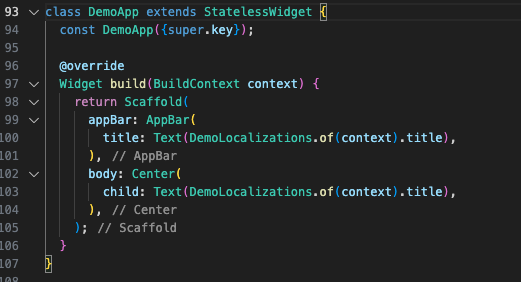 93 class DemoApp extends StatelessWidget {
94   const DemoApp({super.key});
95
96   @override
97   Widget build(BuildContext context) {
98     return Scaffold(
99       appBar: AppBar(
100         title: Text(DemoLocalizations.of(context).title),
101       ), // AppBar
102       body: Center(
103         child: Text(DemoLocalizations.of(context).title),
104       ), // Center
105     ); // Scaffold
106   }
107 }
108